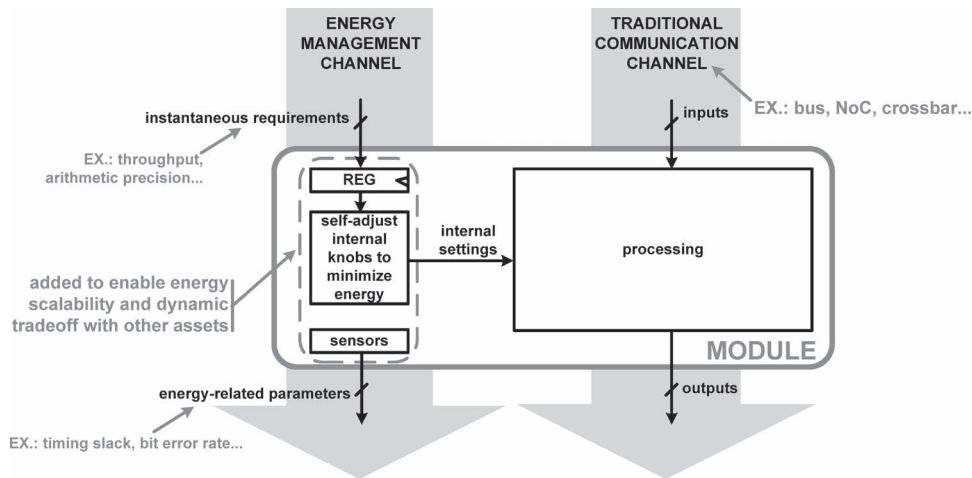 ENERGY
MANAGEMENT
CHANNEL
TRADITIONAL
COMMUNICATION
CHANNEL
EX.: bus, NoC, crossbar...
instantaneous requirements
inputs
EX.: throughput,
arithmetic precision...
REG
self-adjust
internal
knobs to
minimize
energy
internal
settings
processing
added to enable energy
scalability and dynamic
tradeoff with other assets
sensors
MODULE
energy-related parameters
outputs
EX.: timing slack, bit error rate...